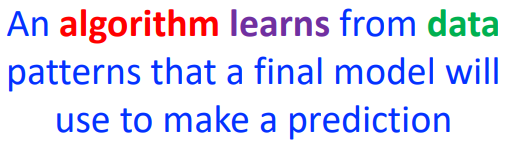 An algorithm learns from data
patterns that a final model will
use to make a prediction